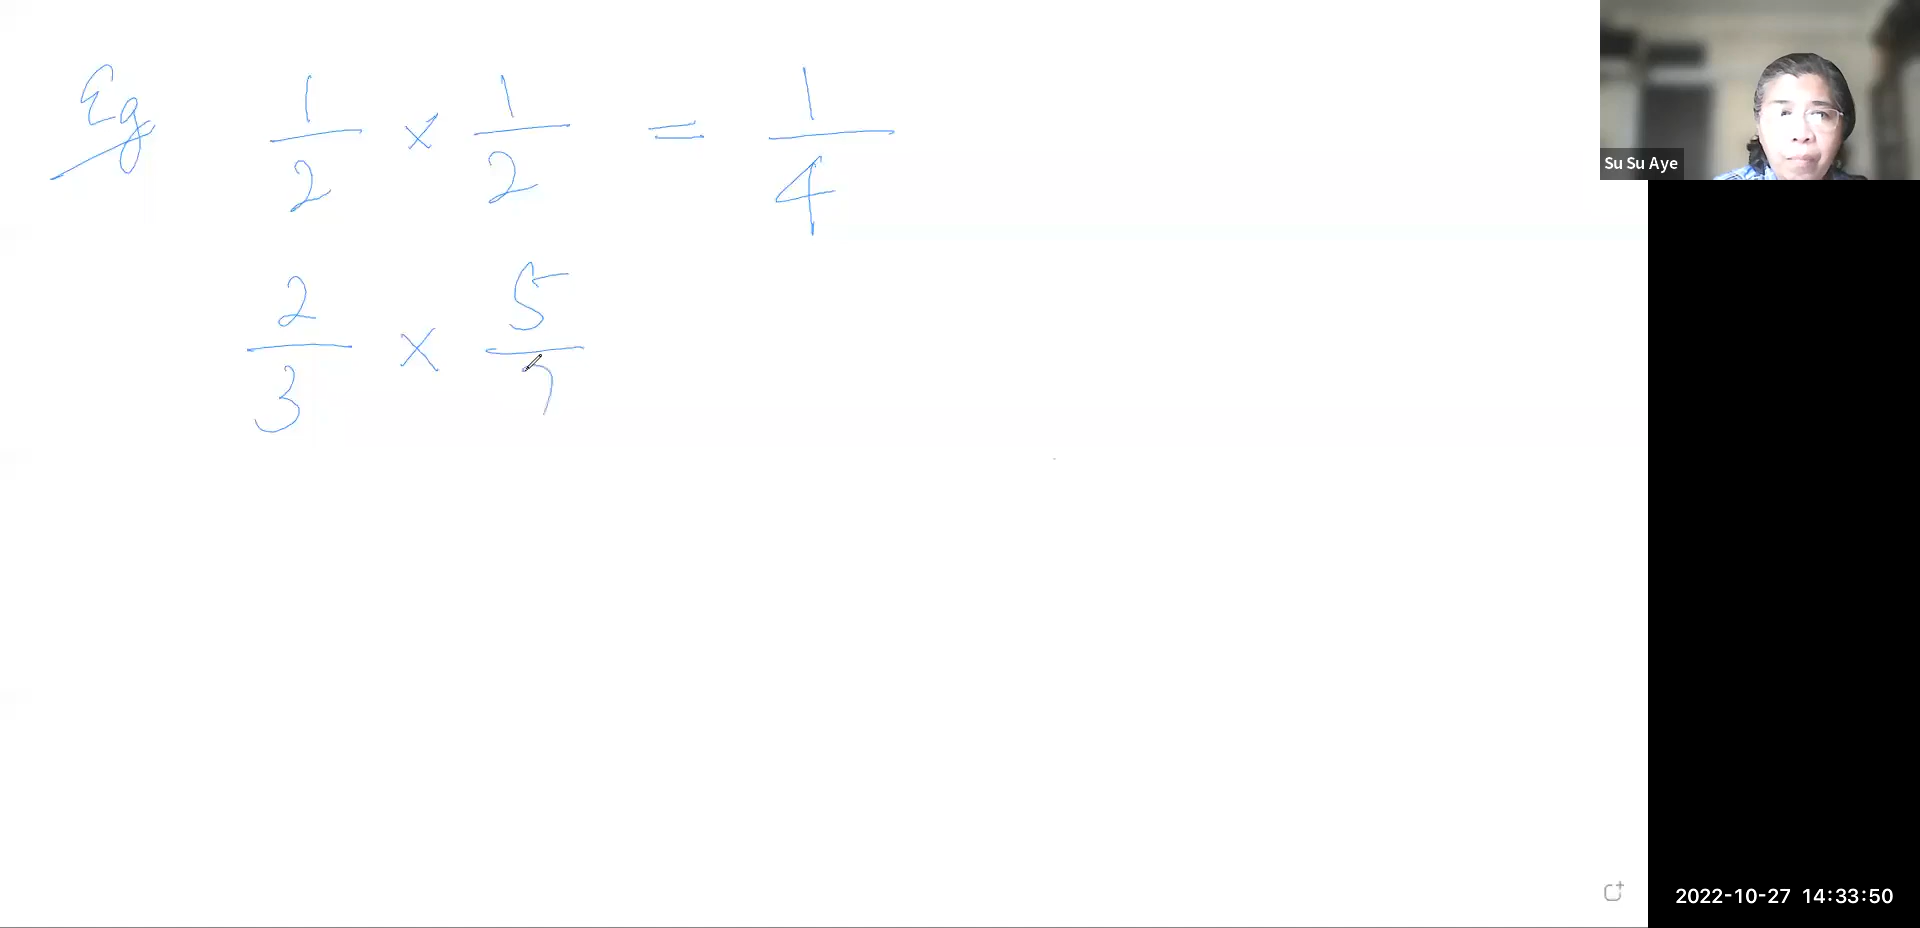 Eg 1/2 × 1/2 = 1/4
2/3 × 5/7
Su Su Aye
2022-10-27 14:33:50